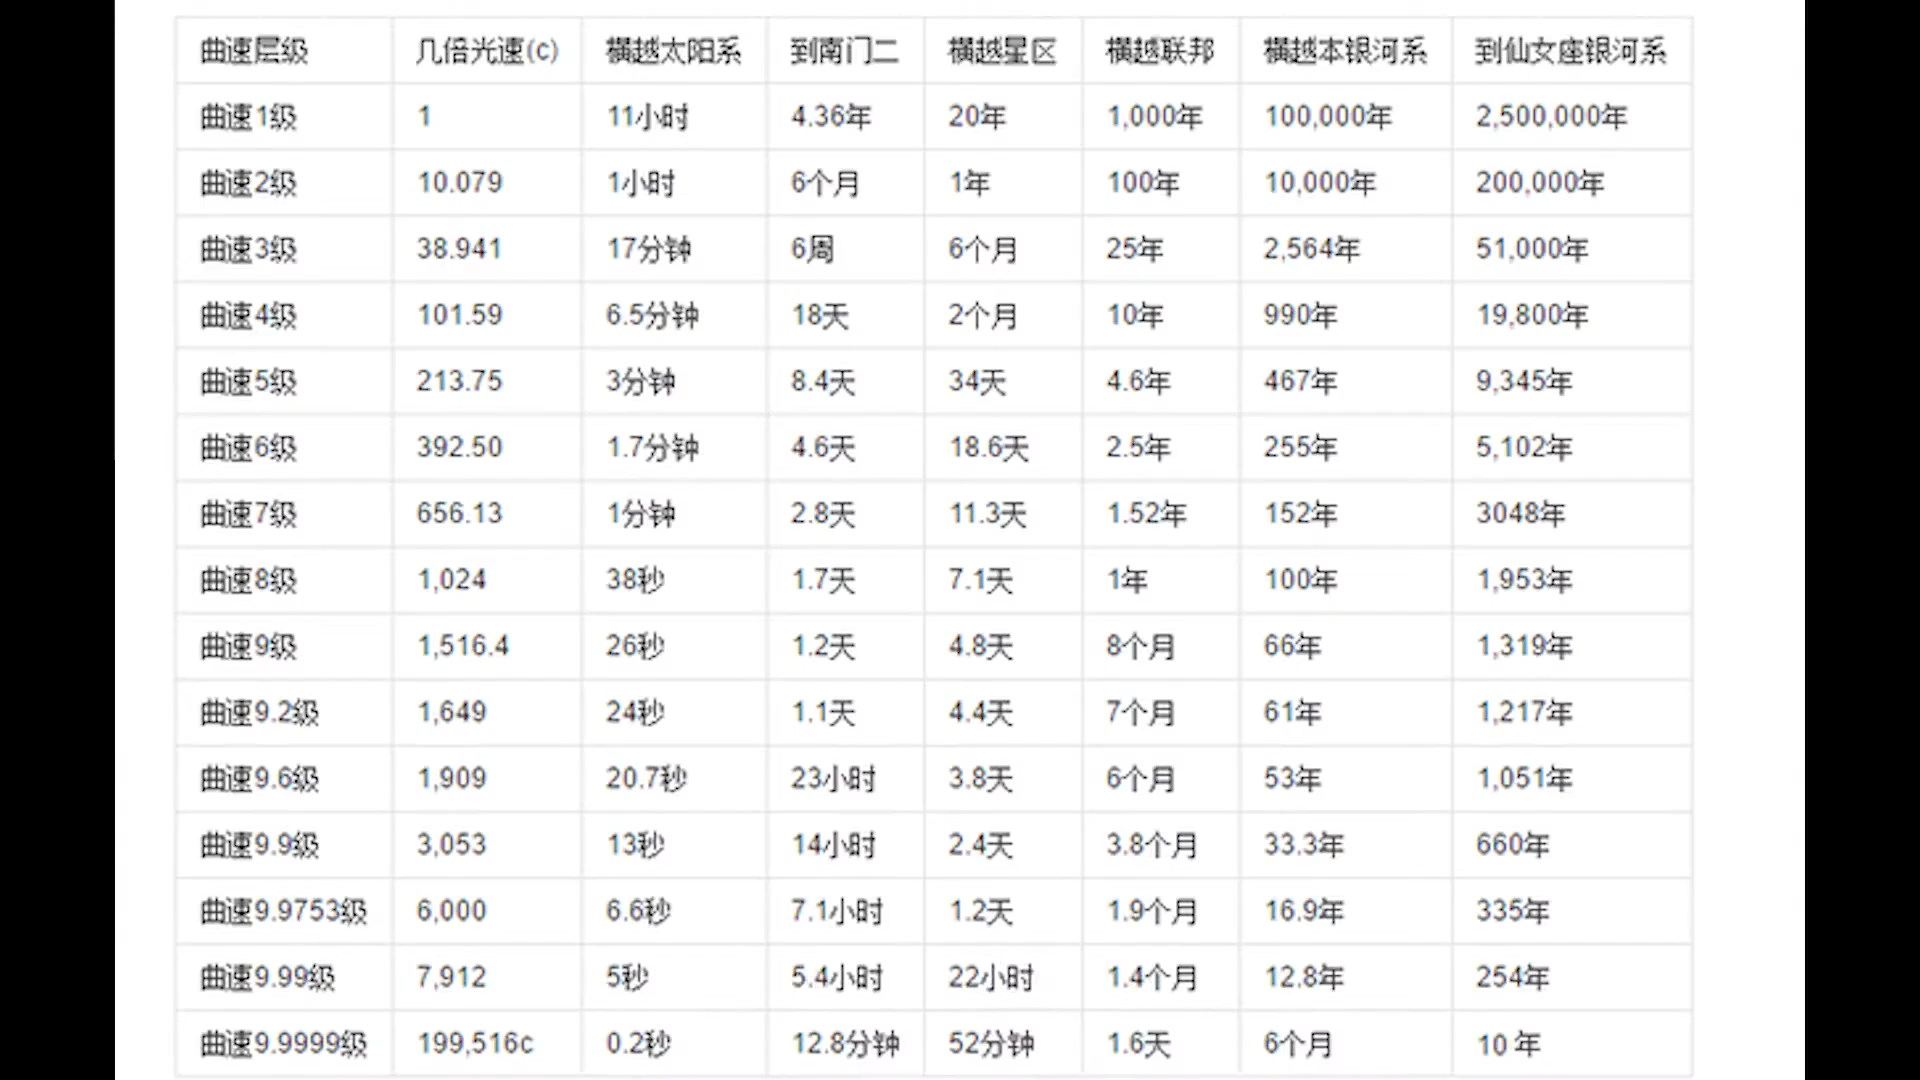 曲速层级 几倍光速(c) 横越太阳系 到南门二 横越星区 横越联邦 横越本银河系 到仙女座银河系
曲速1级 1 11小时 4.36年 20年 1,000年 100,000年 2,500,000年
曲速2级 10.079 1小时 6个月 1年 100年 10,000年 200,000年
曲速3级 38.941 17分钟 6周 6个月 25年 2,564年 51,000年
曲速4级 101.59 6.5分钟 18天 2个月 10年 990年 19,800年
曲速5级 213.75 3分钟 8.4天 34天 4.6年 467年 9,345年
曲速6级 392.50 1.7分钟 4.6天 18.6天 2.5年 255年 5,102年
曲速7级 656.13 1分钟 2.8天 11.3天 1.52年 152年 3048年
曲速8级 1,024 38秒 1.7天 7.1天 1年 100年 1,953年
曲速9级 1,516.4 26秒 1.2天 4.8天 8个月 66年 1,319年
曲速9.2级 1,649 24秒 1.1天 4.4天 7个月 61年 1,217年
曲速9.6级 1,909 20.7秒 23小时 3.8天 6个月 53年 1,051年
曲速9.9级 3,053 13秒 14小时 2.4天 3.8个月 33.3年 660年
曲速9.9753级 6,000 6.6秒 7.1小时 1.2天 1.9个月 16.9年 335年
曲速9.99级 7,912 5秒 5.4小时 22小时 1.4个月 12.8年 254年
曲速9.9999级 199,516c 0.2秒 12.8分钟 52分钟 1.6天 6个月 10 年